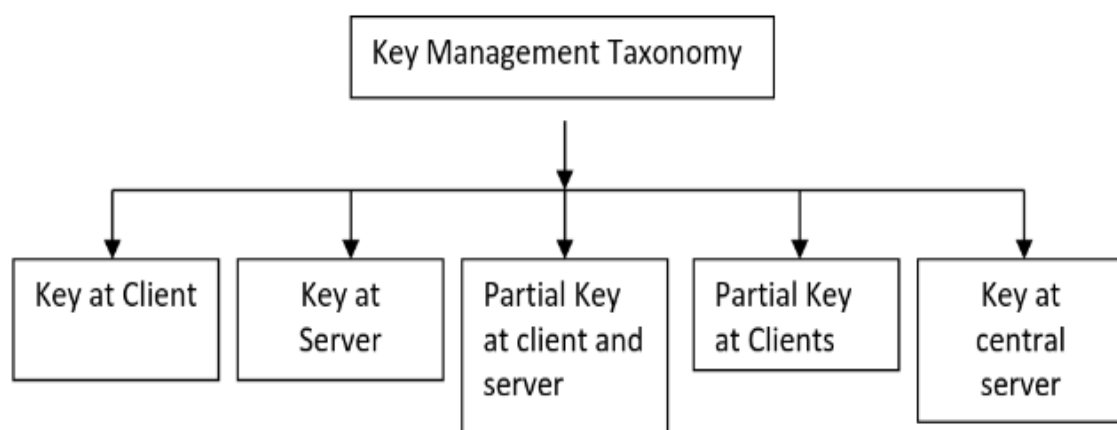 Key Management Taxonomy
Key at Client
Key at
Server
Partial Key
at client and
server
Partial Key
at Clients
Key at
central
server